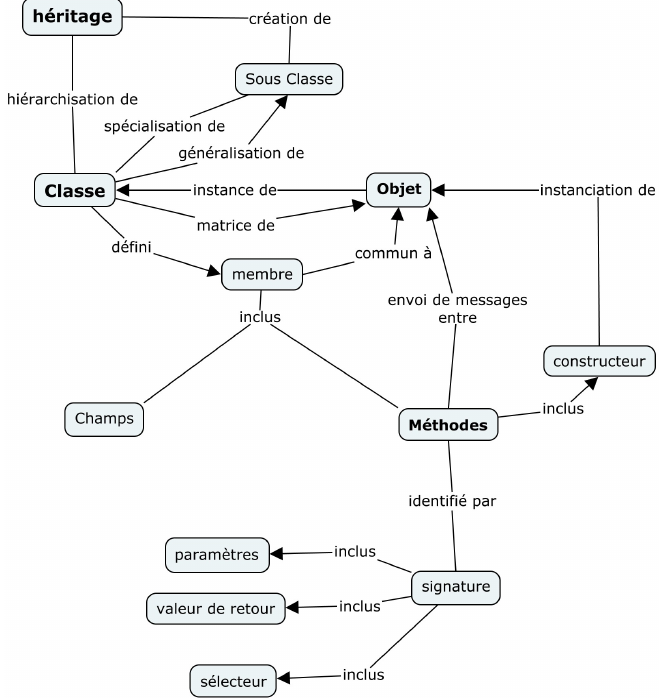 héritage
création de
Sous Classe
hiérarchisation de
spécialisation de
généralisation de
Classe
instance de
Objet
instanciation de
matrice de
défini
commun à
membre
envoi de messages
entre
inclus
constructeur
Champs
inclus
Méthodes
identifié par
paramètres
inclus
signature
valeur de retour
inclus
sélecteur
inclus